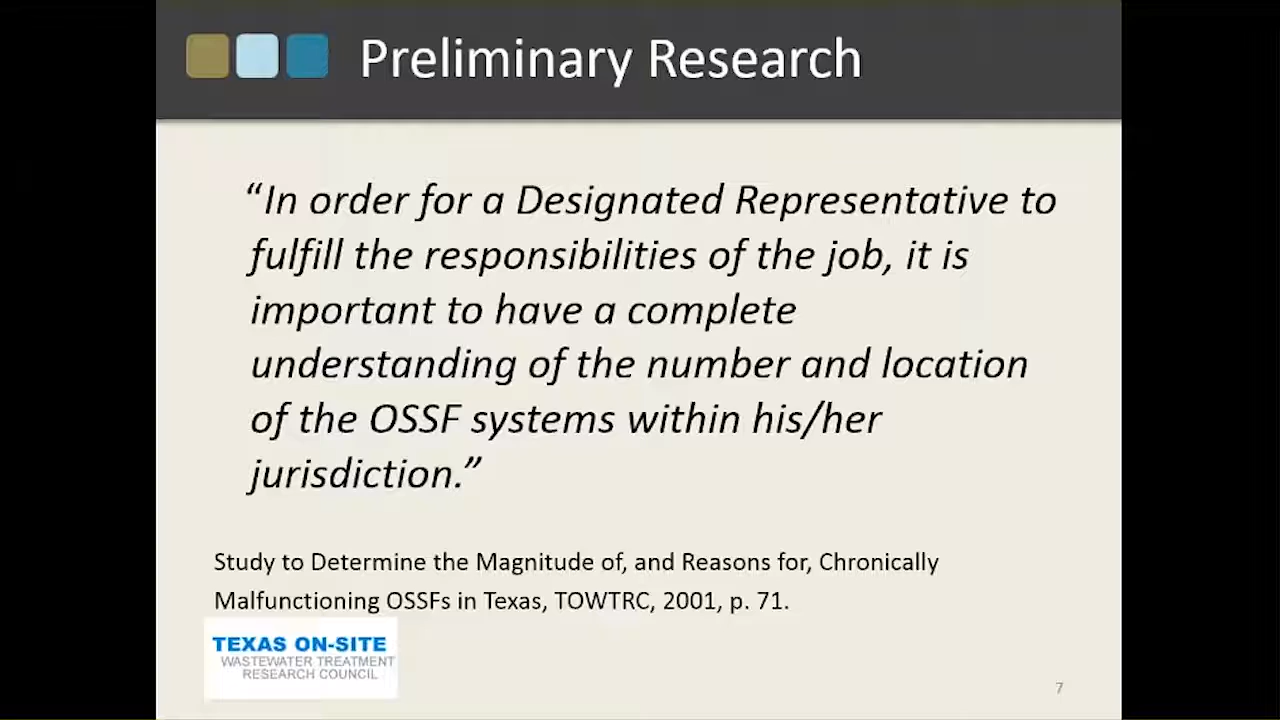 Preliminary Research
“In order for a Designated Representative to
fulfill the responsibilities of the job, it is
important to have a complete
understanding of the number and location
of the OSSF systems within his/her
jurisdiction.”
Study to Determine the Magnitude of, and Reasons for, Chronically
Malfunctioning OSSFs in Texas, TOWTRC, 2001, p. 71.
TEXAS ON-SITE
WASTEWATER TREATMENT
RESEARCH COUNCIL
7